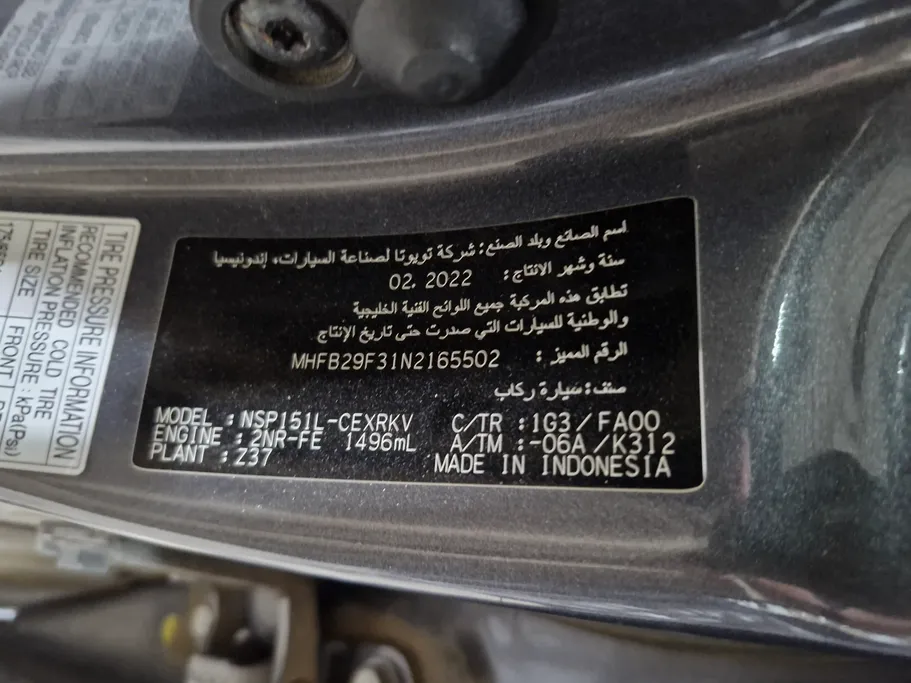 اسم الصانع وبلد الصنع: شركة تويوتا لصناعة السيارات، إندونيسيا
سنة وشهر الانتاج: 02. 2022
تطابق هذه المركبة جميع اللوائح الفنية الخليجية
والوطنية للسيارات التي صدرت حتى تاريخ الإنتاج
الرقم المميز: MHFB29F31N2165502
صنف: سيارة ركاب
MODEL : NSP151L-CEXRKV C/TR : 1G3/FA00
ENGINE : 2NR-FE 1496mL A/TM : -06A/K312
PLANT : Z37 MADE IN INDONESIA
TIRE PRESSURE INFORMATION
RECOMMENDED COLD TIRE
INFLATION PRESSURE : kPa(Psi)
TIRE SIZE FRONT